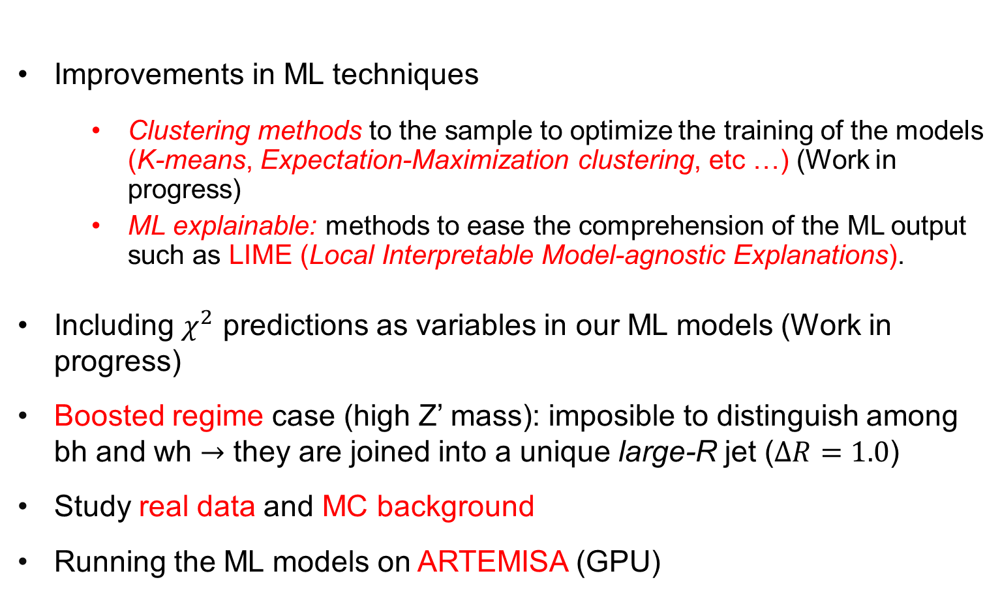 • Improvements in ML techniques
• Clustering methods to the sample to optimize the training of the models
(K-means, Expectation-Maximization clustering, etc …) (Work in
progress)
• ML explainable: methods to ease the comprehension of the ML output
such as LIME (Local Interpretable Model-agnostic Explanations).
• Including χ² predictions as variables in our ML models (Work in
progress)
• Boosted regime case (high Z’ mass): imposible to distinguish among
bh and wh → they are joined into a unique large-R jet (ΔR = 1.0)
• Study real data and MC background
• Running the ML models on ARTEMISA (GPU)